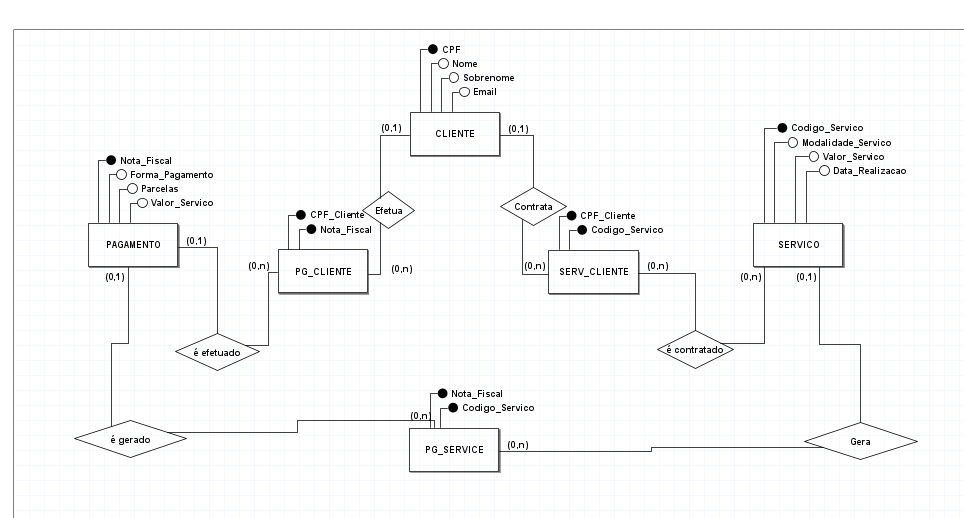 CPF
Nome
Sobrenome
Email
(0,1)
CLIENTE
(0,1)
Codigo_Servico
Modalidade_Servico
Valor_Servico
Data_Realizacao
Nota_Fiscal
Forma_Pagamento
Parcelas
Valor_Servico
Efetua
Contrata
CPF_Cliente
Nota_Fiscal
CPF_Cliente
Codigo_Servico
PAGAMENTO
(0,1)
SERVICO
(0,n)
PG_CLIENTE
(0,n)
(0,n)
SERV_CLIENTE
(0,n)
(0,1)
(0,n)
(0,1)
é efetuado
é contratado
Nota_Fiscal
Codigo_Servico
(0,n)
é gerado
PG_SERVICE
(0,n)
Gera